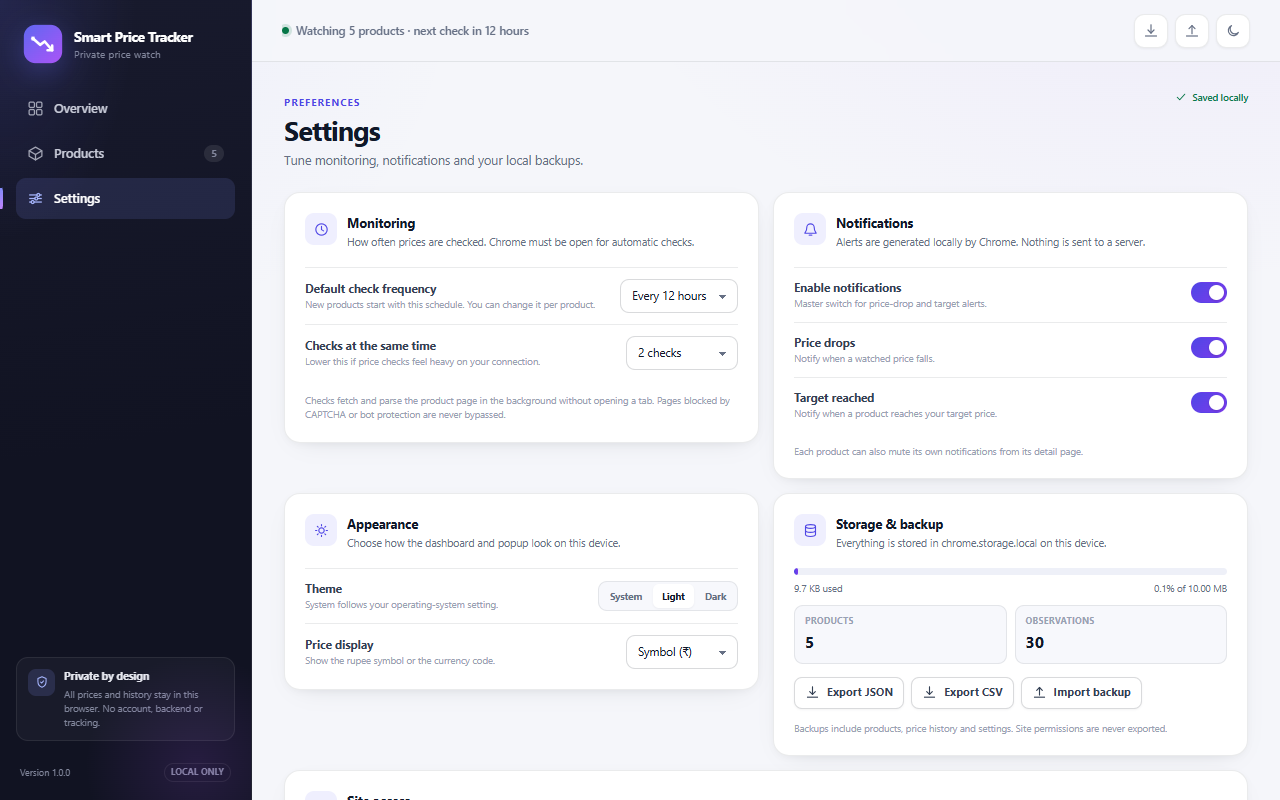 Smart Price Tracker
Private price watch
Overview
Products 5
Settings
Private by design
All prices and history stay in this
browser. No account, backend or
tracking.
Version 1.0.0 LOCAL ONLY
Watching 5 products · next check in 12 hours
PREFERENCES
Saved locally
Settings
Tune monitoring, notifications and your local backups.
Monitoring
How often prices are checked. Chrome must be open for automatic checks.
Default check frequency
New products start with this schedule. You can change it per product.
Every 12 hours
Checks at the same time
Lower this if price checks feel heavy on your connection.
2 checks
Checks fetch and parse the product page in the background without opening a tab. Pages blocked by
CAPTCHA or bot protection are never bypassed.
Notifications
Alerts are generated locally by Chrome. Nothing is sent to a server.
Enable notifications
Master switch for price-drop and target alerts.
Price drops
Notify when a watched price falls.
Target reached
Notify when a product reaches your target price.
Each product can also mute its own notifications from its detail page.
Appearance
Choose how the dashboard and popup look on this device.
Theme
System follows your operating-system setting.
System Light Dark
Price display
Show the rupee symbol or the currency code.
Symbol (₹)
Storage & backup
Everything is stored in chrome.storage.local on this device.
9.7 KB used 0.1% of 10.00 MB
PRODUCTS
5
OBSERVATIONS
30
Export JSON Export CSV Import backup
Backups include products, price history and settings. Site permissions are never exported.
Site access